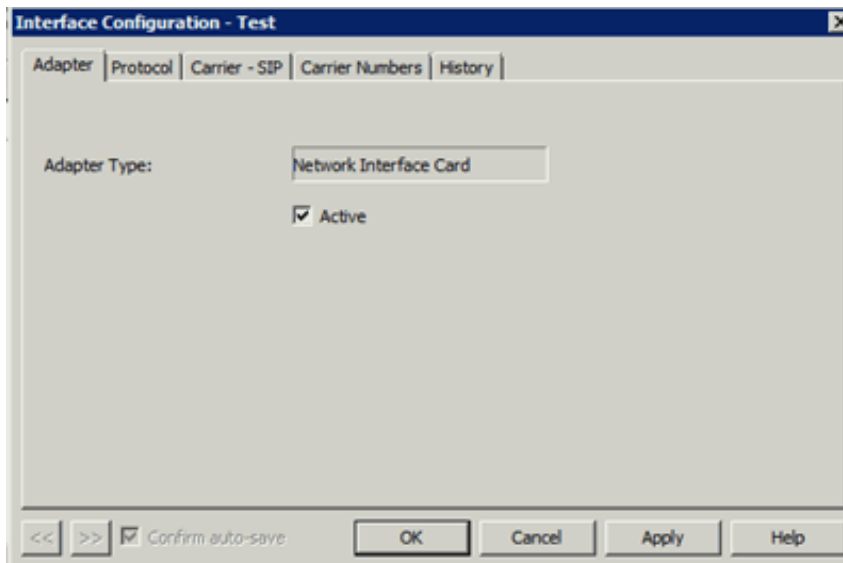 Interface Configuration - Test
Adapter Protocol Carrier - SIP Carrier Numbers History
Adapter Type: Network Interface Card
Active
<< >> Confirm auto-save OK Cancel Apply Help